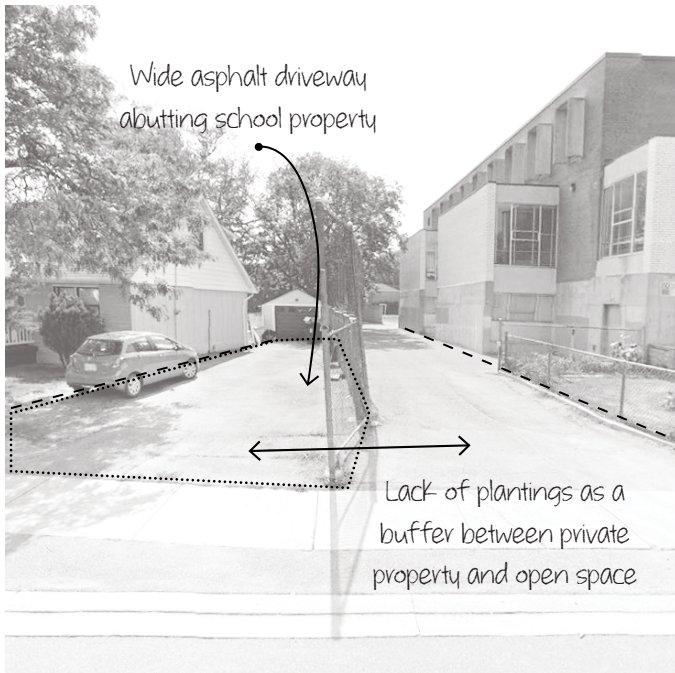 Wide asphalt driveway
abutting school property
Lack of plantings as a
buffer between private
property and open space